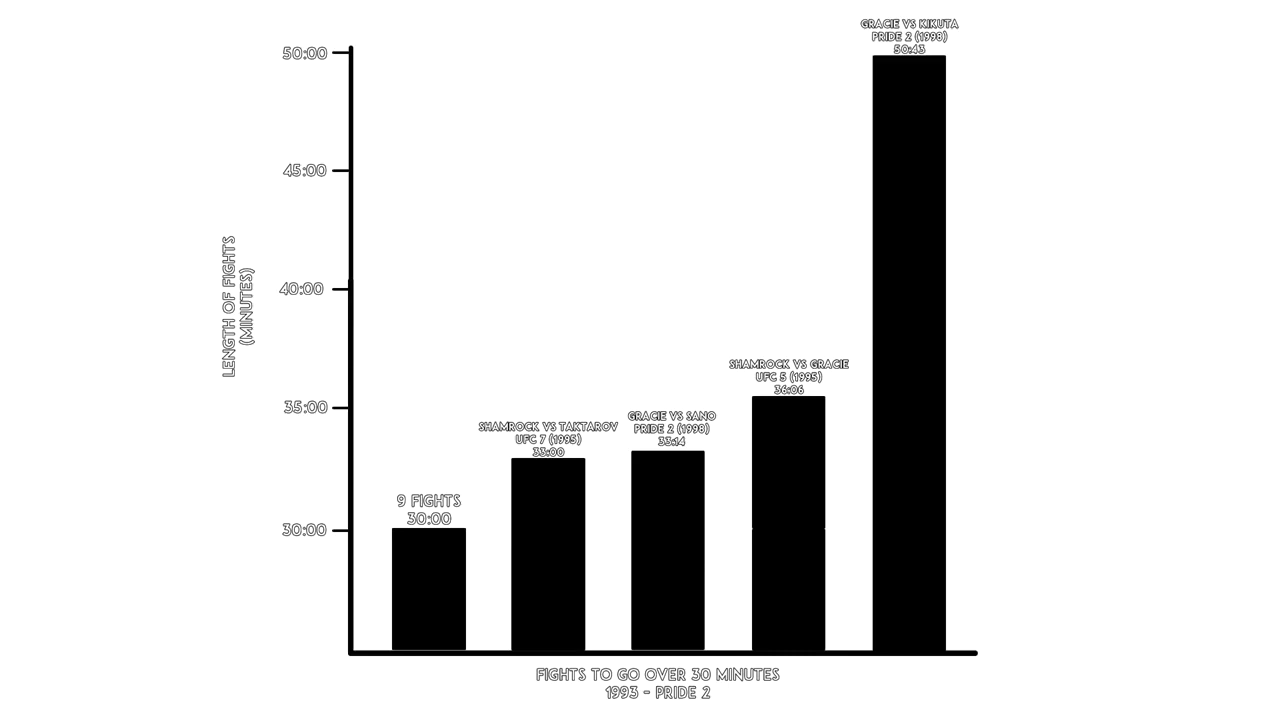 GRACIE VS KIKUTA
PRIDE 2 (1998)
50:43
50:00
45:00
40:00
35:00
30:00
LENGTH OF FIGHTS
(MINUTES)
SHAMROCK VS GRACIE
UFC 5 (1995)
36:06
GRACIE VS SANO
PRIDE 2 (1998)
33:14
SHAMROCK VS TAKTAROV
UFC 7 (1995)
33:00
9 FIGHTS
30:00
FIGHTS TO GO OVER 30 MINUTES
1993 - PRIDE 2